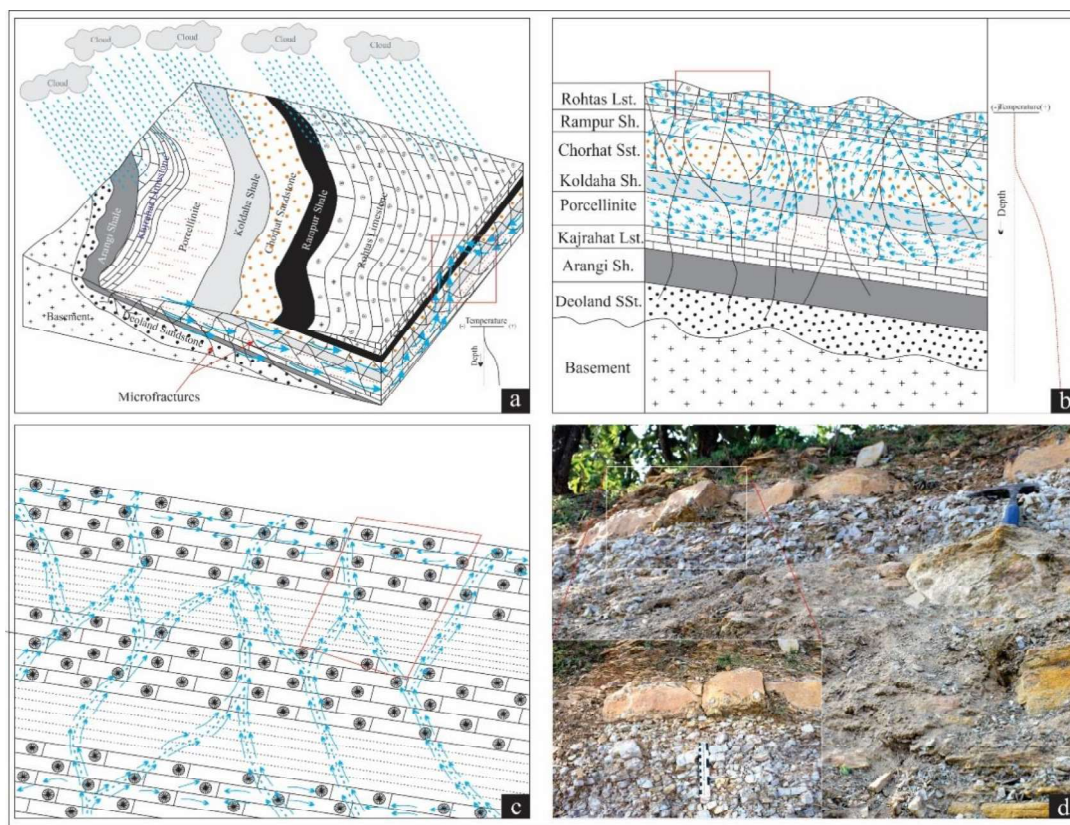 Cloud
Cloud
Cloud
Cloud
Cloud
Arangi Shale
Kajrahat Limestone
Porcellinite
Koldaha Shale
Chorhat Sandstone
Rampur Shale
Rohtas Limestone
Basement
Deoland sandstone
Microfractures
Temperature
(-)
(+)
Depth
a
Rohtas Lst.
Rampur Sh.
Chorhat Sst.
Koldaha Sh.
Porcellinite
Kajrahat Lst.
Arangi Sh.
Deoland SSt.
Basement
(-)Temperature(+)
Depth
b
c
d